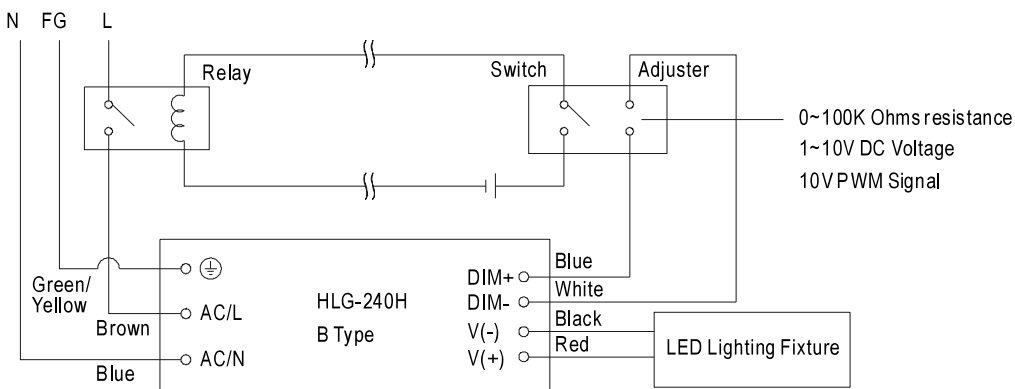 N FG L
Relay
Switch
Adjuster
0~100K Ohms resistance
1~10V DC Voltage
10V PWM Signal
Green/
Yellow
Brown
Blue
AC/L
AC/N
HLG-240H
B Type
DIM+
DIM-
V(-)
V(+)
Blue
White
Black
Red
LED Lighting Fixture